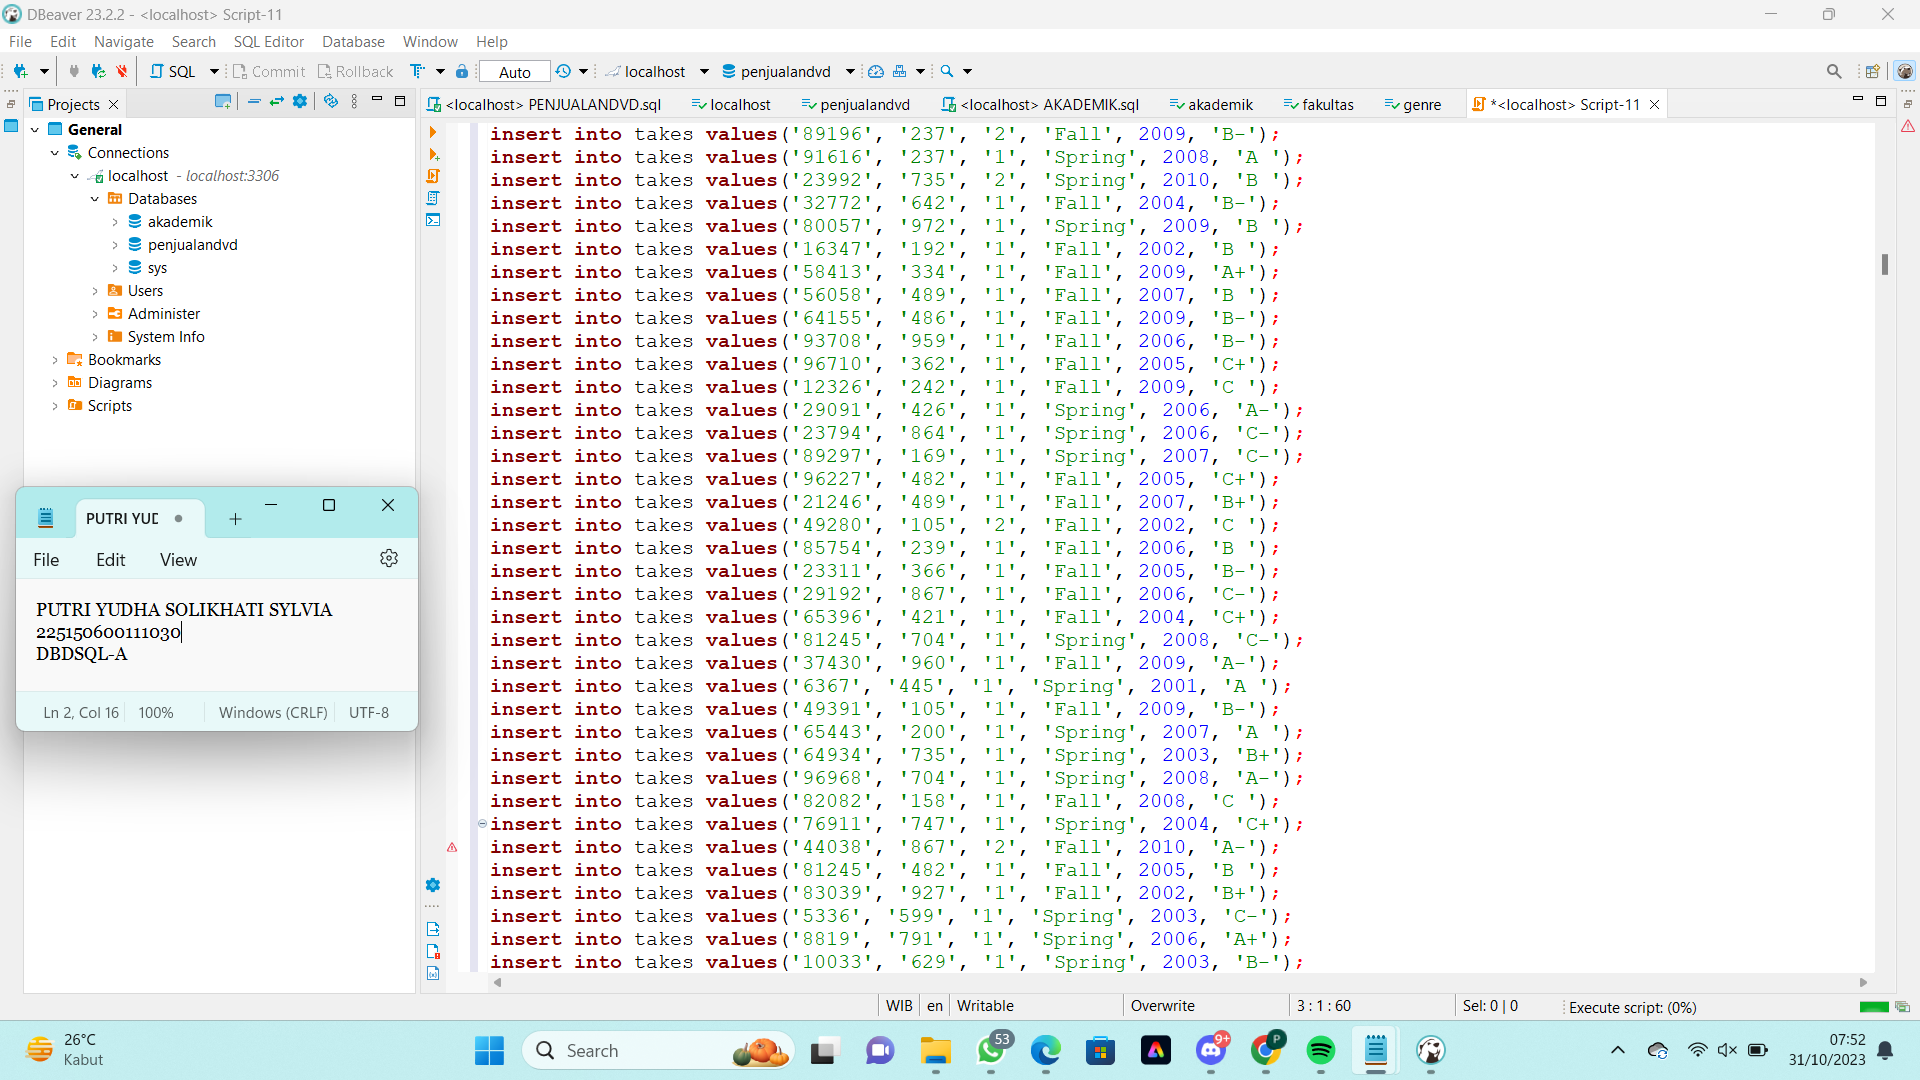 DBeaver 23.2.2 - <localhost> Script-11
File Edit Navigate Search SQL Editor Database Window Help
SQL Commit Rollback Auto localhost penjualandvd
Projects
<localhost> PENJUALANDVD.sql localhost penjualandvd <localhost> AKADEMIK.sql akademik fakultas genre *<localhost> Script-11
General
Connections
localhost - localhost:3306
Databases
akademik
penjualandvd
sys
Users
Administer
System Info
Bookmarks
Diagrams
Scripts
insert into takes values('89196', '237', '2', 'Fall', 2009, 'B-');
insert into takes values('91616', '237', '1', 'Spring', 2008, 'A ');
insert into takes values('23992', '735', '2', 'Spring', 2010, 'B ');
insert into takes values('32772', '642', '1', 'Fall', 2004, 'B-');
insert into takes values('80057', '972', '1', 'Spring', 2009, 'B ');
insert into takes values('16347', '192', '1', 'Fall', 2002, 'B ');
insert into takes values('58413', '334', '1', 'Fall', 2009, 'A+');
insert into takes values('56058', '489', '1', 'Fall', 2007, 'B ');
insert into takes values('64155', '486', '1', 'Fall', 2009, 'B-');
insert into takes values('93708', '959', '1', 'Fall', 2006, 'B-');
insert into takes values('96710', '362', '1', 'Fall', 2005, 'C+');
insert into takes values('12326', '242', '1', 'Fall', 2009, 'C ');
insert into takes values('29091', '426', '1', 'Spring', 2006, 'A-');
insert into takes values('23794', '864', '1', 'Spring', 2006, 'C-');
insert into takes values('89297', '169', '1', 'Spring', 2007, 'C-');
insert into takes values('96227', '482', '1', 'Fall', 2005, 'C+');
insert into takes values('21246', '489', '1', 'Fall', 2007, 'B+');
insert into takes values('49280', '105', '2', 'Fall', 2002, 'C ');
insert into takes values('85754', '239', '1', 'Fall', 2006, 'B ');
insert into takes values('23311', '366', '1', 'Fall', 2005, 'B-');
insert into takes values('29192', '867', '1', 'Fall', 2006, 'C-');
insert into takes values('65396', '421', '1', 'Fall', 2004, 'C+');
insert into takes values('81245', '704', '1', 'Spring', 2008, 'C-');
insert into takes values('37430', '960', '1', 'Fall', 2009, 'A-');
insert into takes values('6367', '445', '1', 'Spring', 2001, 'A ');
insert into takes values('49391', '105', '1', 'Fall', 2009, 'B-');
insert into takes values('65443', '200', '1', 'Spring', 2007, 'A ');
insert into takes values('64934', '735', '1', 'Spring', 2003, 'B+');
insert into takes values('96968', '704', '1', 'Spring', 2008, 'A-');
insert into takes values('82082', '158', '1', 'Fall', 2008, 'C ');
insert into takes values('76911', '747', '1', 'Spring', 2004, 'C+');
insert into takes values('44038', '867', '2', 'Fall', 2010, 'A-');
insert into takes values('81245', '482', '1', 'Fall', 2005, 'B ');
insert into takes values('83039', '927', '1', 'Fall', 2002, 'B+');
insert into takes values('5336', '599', '1', 'Spring', 2003, 'C-');
insert into takes values('8819', '791', '1', 'Spring', 2006, 'A+');
insert into takes values('10033', '629', '1', 'Spring', 2003, 'B-');
PUTRI YUD
File Edit View
PUTRI YUDHA SOLIKHATI SYLVIA
225150600111030
DBDSQL-A
Ln 2, Col 16 100% Windows (CRLF) UTF-8
WIB en Writable Overwrite 3 : 1 : 60 Sel: 0 | 0 Execute script: (0%)
26°C
Kabut
Search
53
9+
P
07:52
31/10/2023